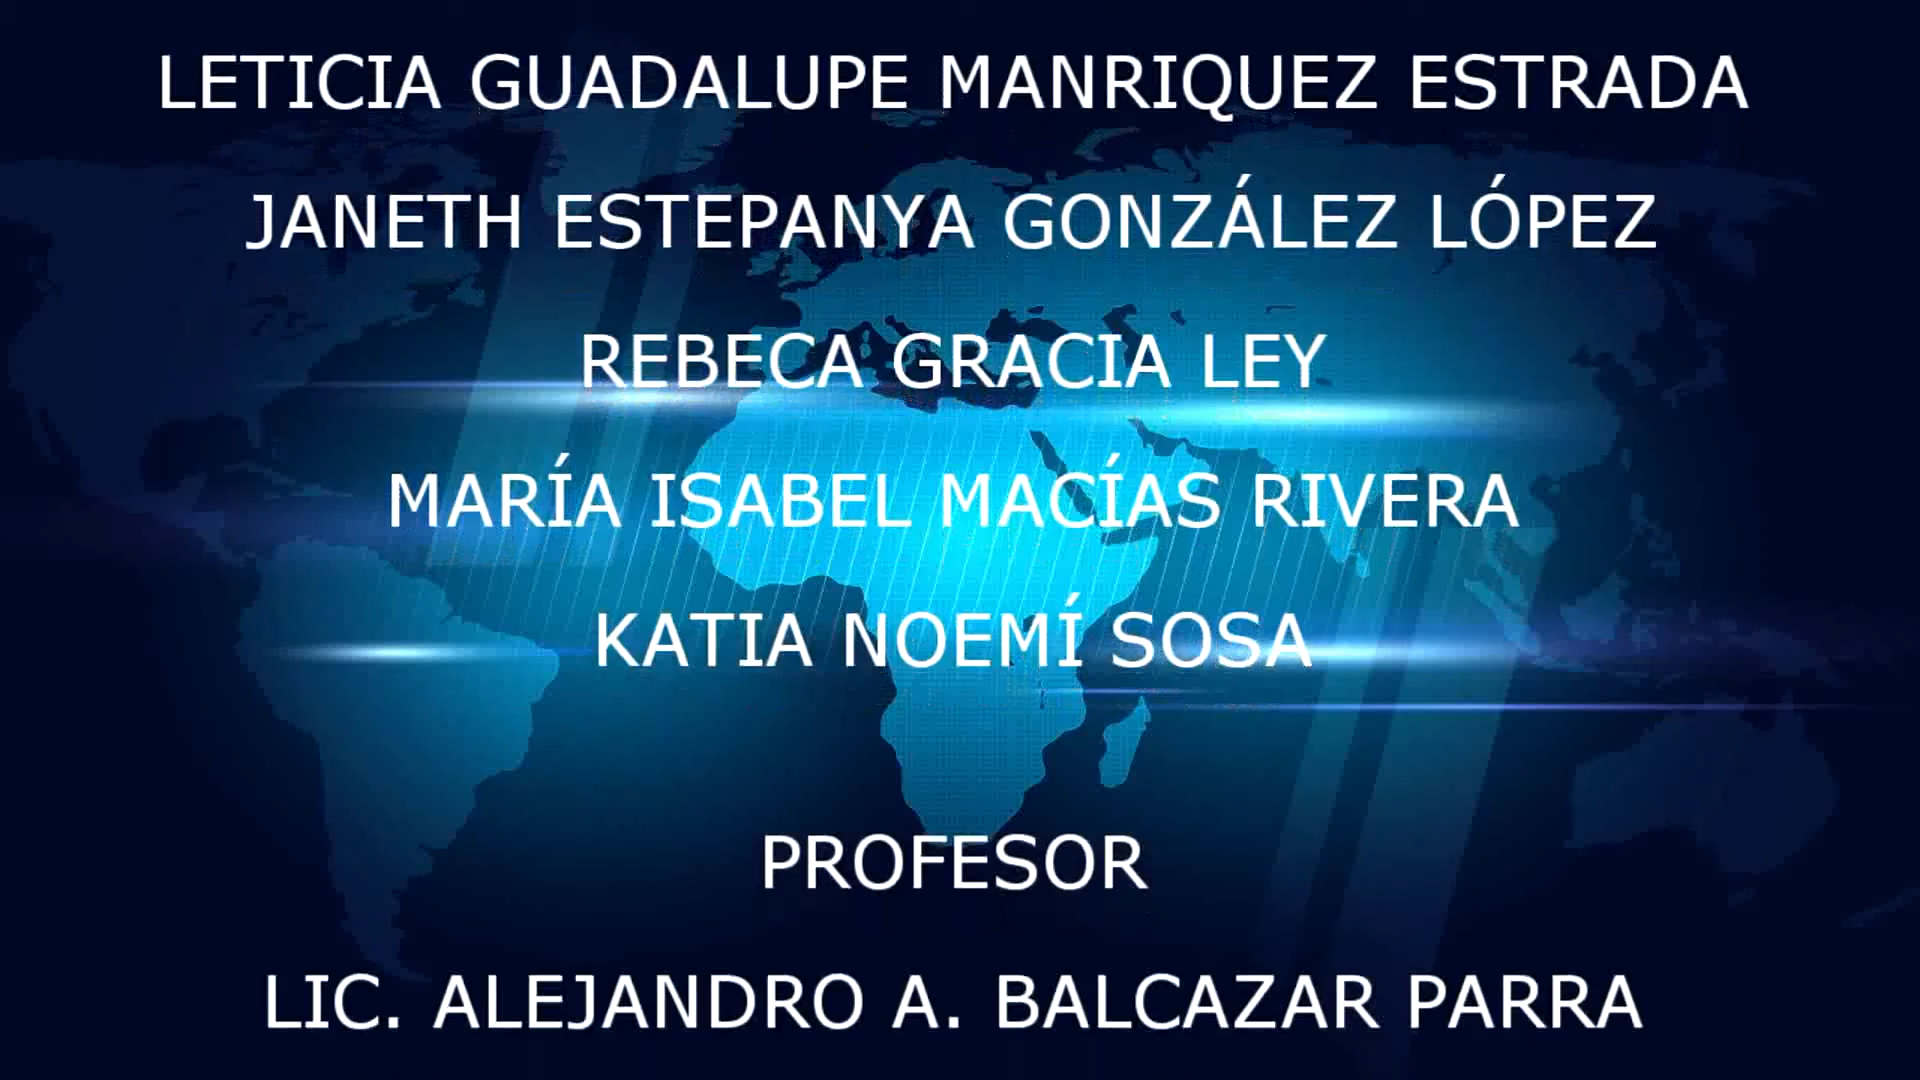 LETICIA GUADALUPE MANRIQUEZ ESTRADA
JANETH ESTEPANYA GONZÁLEZ LÓPEZ
REBECA GRACIA LEY
MARÍA ISABEL MACÍAS RIVERA
KATIA NOEMÍ SOSA
PROFESOR
LIC. ALEJANDRO A. BALCAZAR PARRA